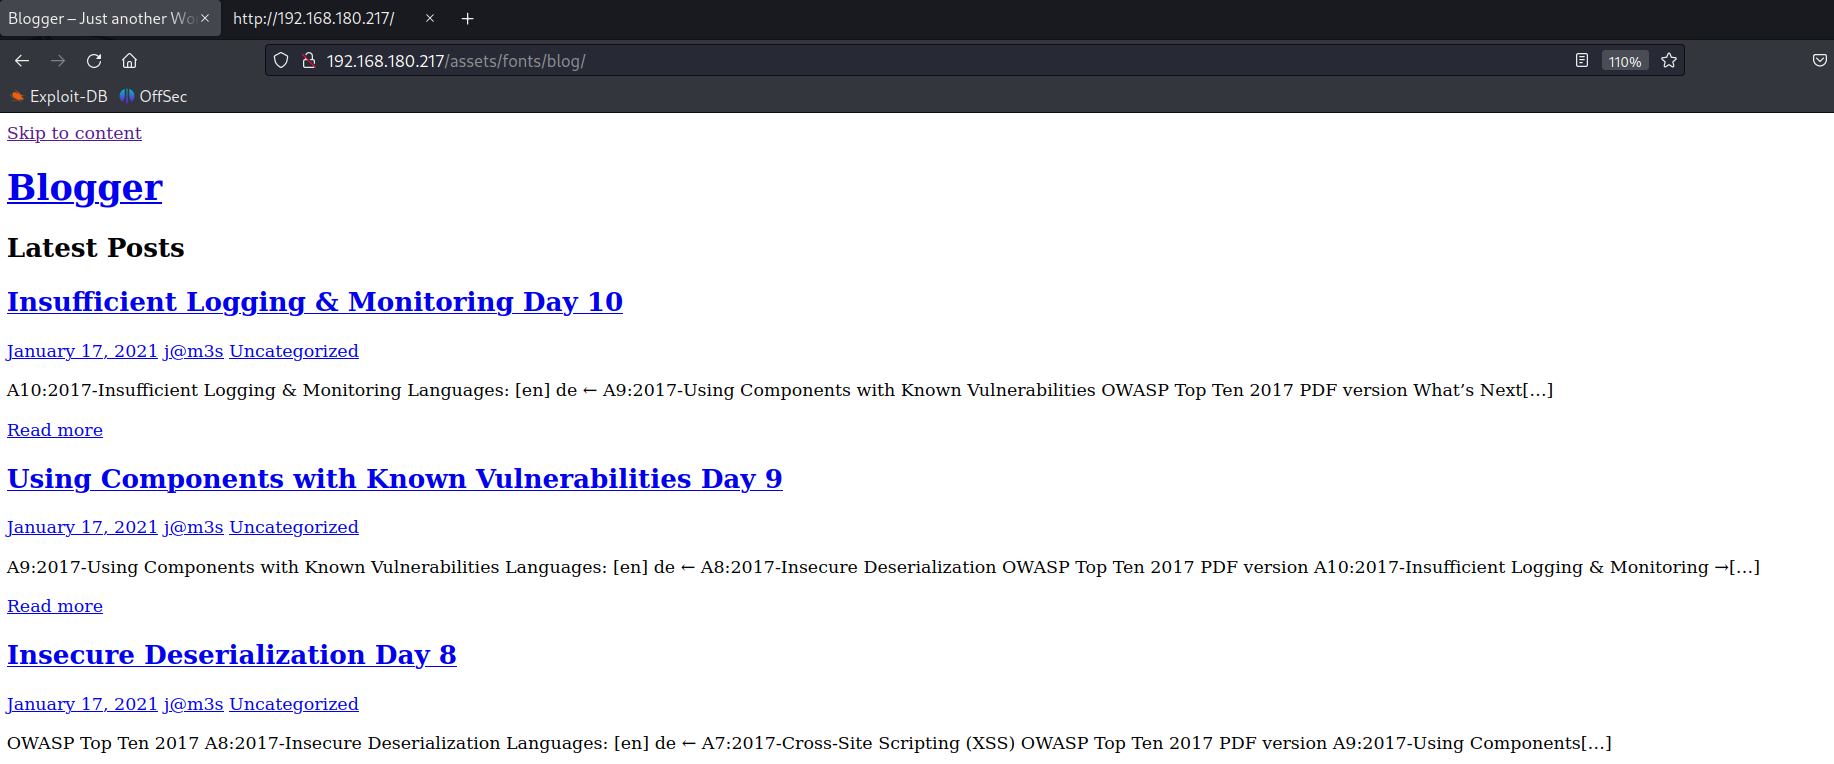 Blogger – Just another Wo
http://192.168.180.217/
192.168.180.217/assets/fonts/blog/
110%
Exploit-DB
OffSec
Skip to content
Blogger
Latest Posts
Insufficient Logging & Monitoring Day 10
January 17, 2021 j@m3s Uncategorized
A10:2017-Insufficient Logging & Monitoring Languages: [en] de ← A9:2017-Using Components with Known Vulnerabilities OWASP Top Ten 2017 PDF version What’s Next[…]
Read more
Using Components with Known Vulnerabilities Day 9
January 17, 2021 j@m3s Uncategorized
A9:2017-Using Components with Known Vulnerabilities Languages: [en] de ← A8:2017-Insecure Deserialization OWASP Top Ten 2017 PDF version A10:2017-Insufficient Logging & Monitoring →[…]
Read more
Insecure Deserialization Day 8
January 17, 2021 j@m3s Uncategorized
OWASP Top Ten 2017 A8:2017-Insecure Deserialization Languages: [en] de ← A7:2017-Cross-Site Scripting (XSS) OWASP Top Ten 2017 PDF version A9:2017-Using Components[…]